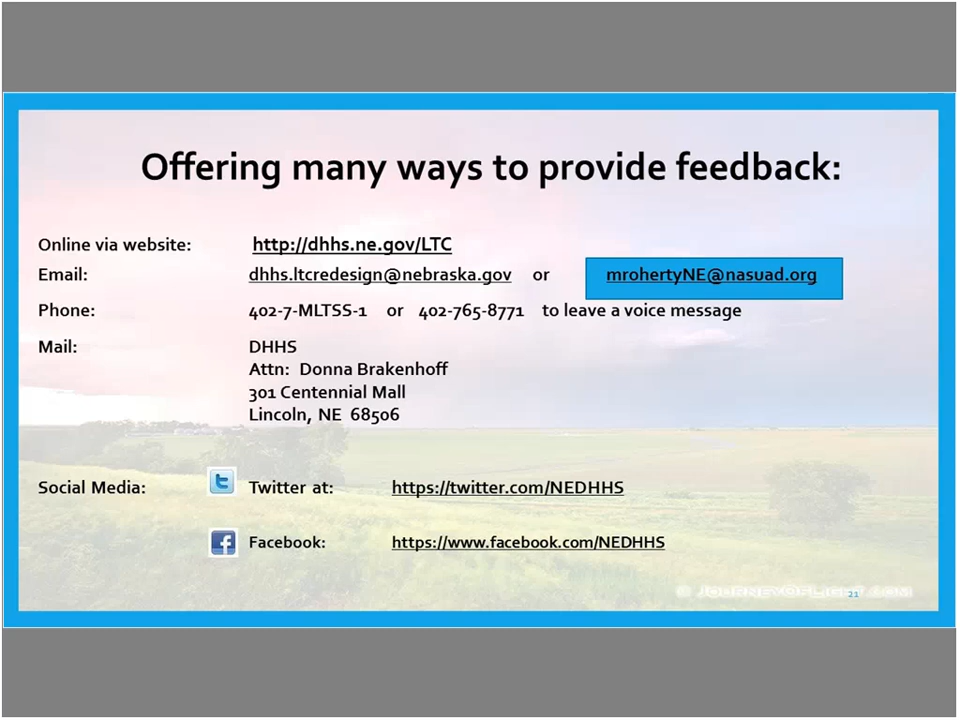 Offering many ways to provide feedback:
Online via website: http://dhhs.ne.gov/LTC
Email: dhhs.ltcredesign@nebraska.gov or mrohertyNE@nasuad.org
Phone: 402-7-MLTSS-1 or 402-765-8771 to leave a voice message
Mail: DHHS
Attn: Donna Brakenhoff
301 Centennial Mall
Lincoln, NE 68506
Social Media: Twitter at: https://twitter.com/NEDHHS
Facebook: https://www.facebook.com/NEDHHS
© JOURNEYOFLIGHT.COM
21